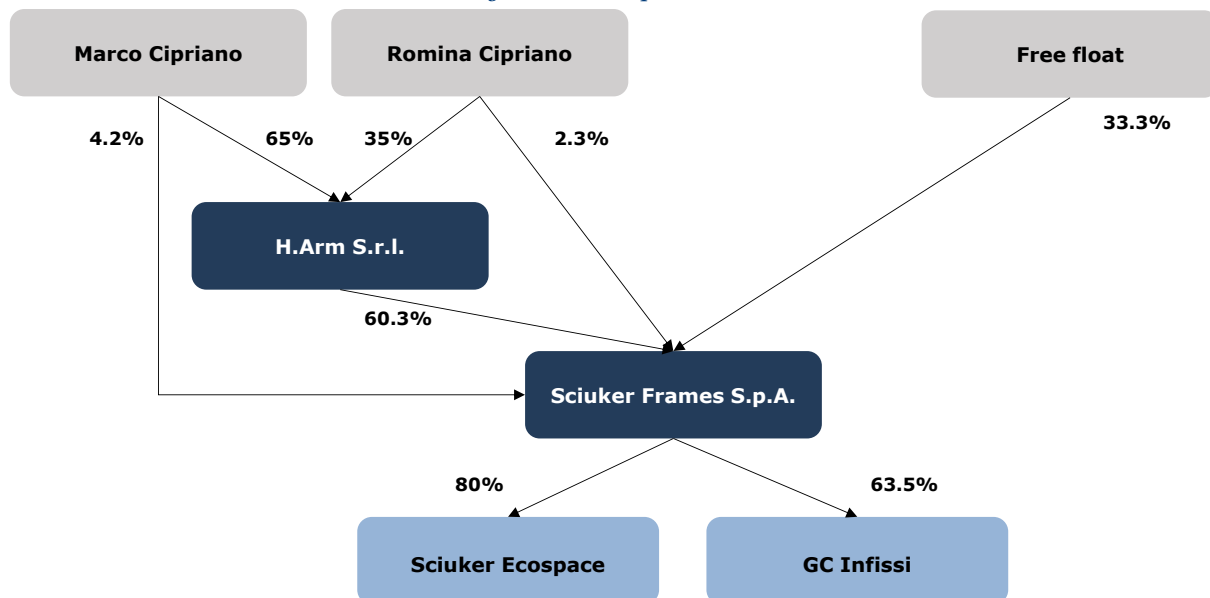 Marco Cipriano
Romina Cipriano
Free float
4.2%
65%
35%
2.3%
33.3%
H.Arm S.r.l.
60.3%
Sciuker Frames S.p.A.
80%
63.5%
Sciuker Ecospace
GC Infissi